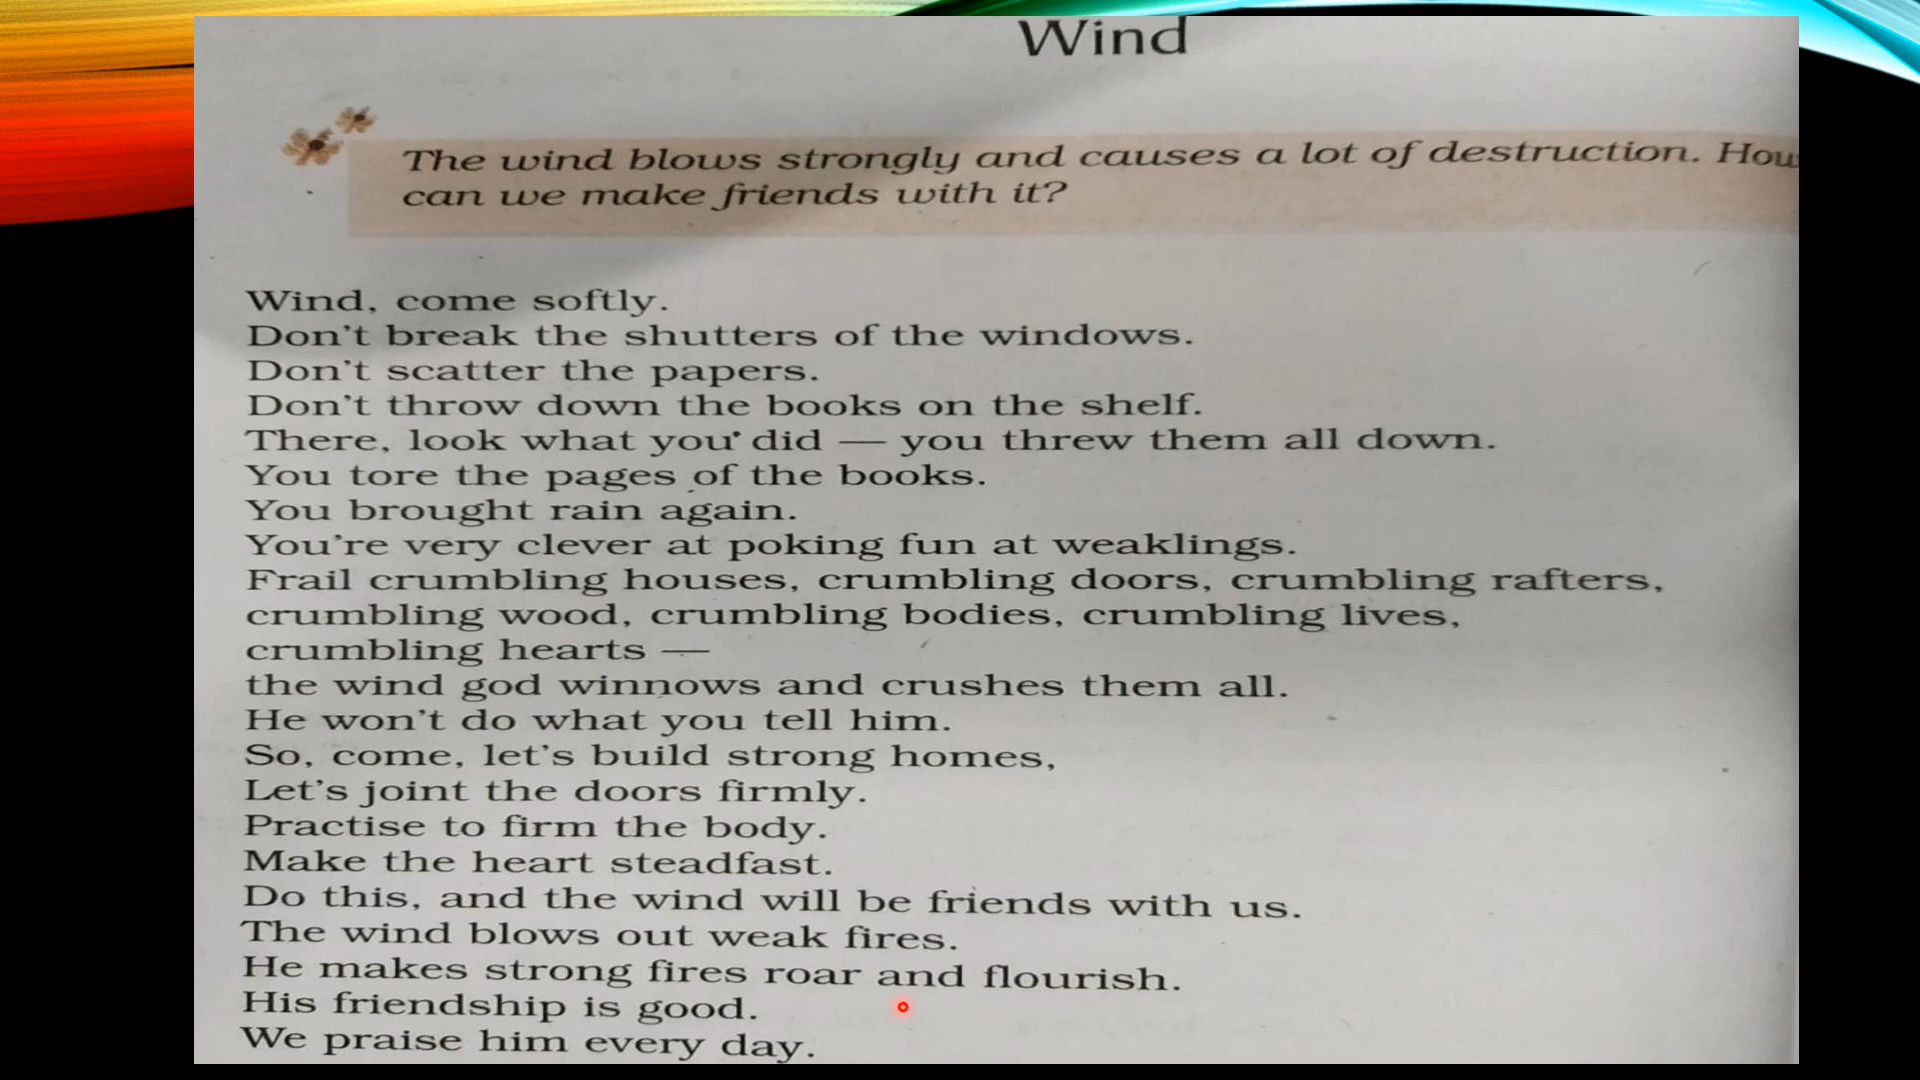 Wind
The wind blows strongly and causes a lot of destruction. How
can we make friends with it?
Wind, come softly.
Don't break the shutters of the windows.
Don't scatter the papers.
Don't throw down the books on the shelf.
There, look what you did — you threw them all down.
You tore the pages of the books.
You brought rain again.
You're very clever at poking fun at weaklings.
Frail crumbling houses, crumbling doors, crumbling rafters,
crumbling wood, crumbling bodies, crumbling lives,
crumbling hearts —
the wind god winnows and crushes them all.
He won't do what you tell him.
So, come, let's build strong homes,
Let's joint the doors firmly.
Practise to firm the body.
Make the heart steadfast.
Do this, and the wind will be friends with us.
The wind blows out weak fires.
He makes strong fires roar and flourish.
His friendship is good.
We praise him every day.